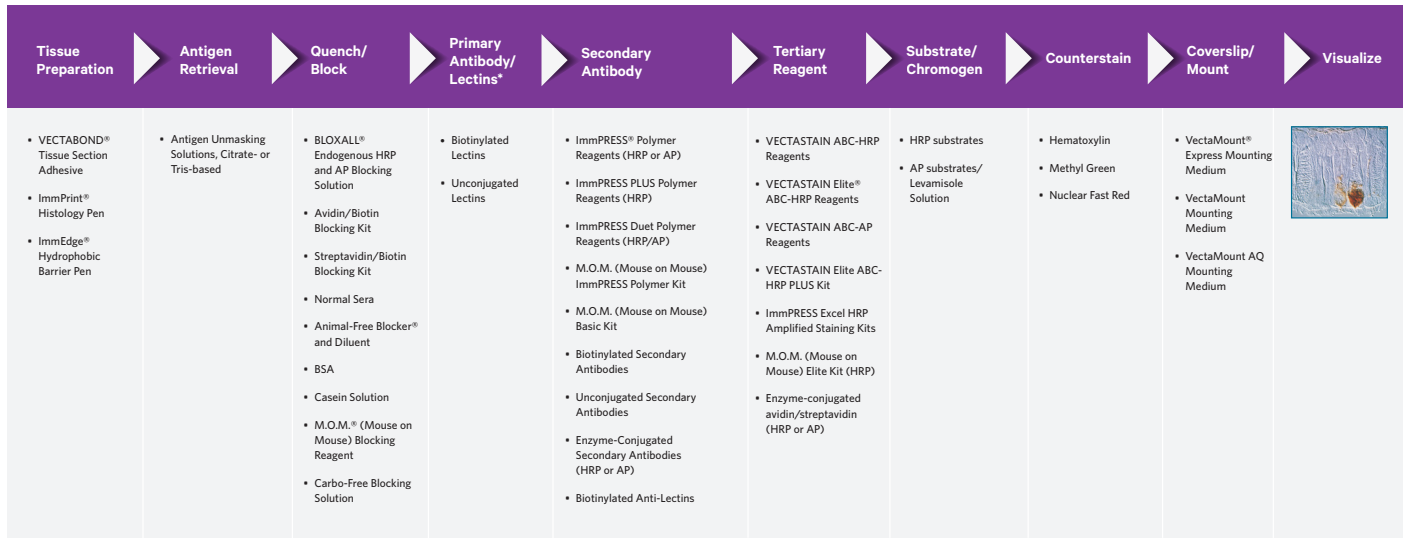 Tissue
Preparation
Antigen
Retrieval
Quench/
Block
Primary
Antibody/
Lectins*
Secondary
Antibody
Tertiary
Reagent
Substrate/
Chromogen
Counterstain
Coverslip/
Mount
Visualize
• VECTABOND®
Tissue Section
Adhesive
• ImmPrint®
Histology Pen
• ImmEdge®
Hydrophobic
Barrier Pen
• Antigen Unmasking
Solutions, Citrate- or
Tris-based
• BLOXALL®
Endogenous HRP
and AP Blocking
Solution
• Avidin/Biotin
Blocking Kit
• Streptavidin/Biotin
Blocking Kit
• Normal Sera
• Animal-Free Blocker®
and Diluent
• BSA
• Casein Solution
• M.O.M.® (Mouse on
Mouse) Blocking
Reagent
• Carbo-Free Blocking
Solution
• Biotinylated
Lectins
• Unconjugated
Lectins
• ImmPRESS® Polymer
Reagents (HRP or AP)
• ImmPRESS PLUS Polymer
Reagents (HRP)
• ImmPRESS Duet Polymer
Reagents (HRP/AP)
• M.O.M. (Mouse on Mouse)
ImmPRESS Polymer Kit
• M.O.M. (Mouse on Mouse)
Basic Kit
• Biotinylated Secondary
Antibodies
• Unconjugated Secondary
Antibodies
• Enzyme-Conjugated
Secondary Antibodies
(HRP or AP)
• Biotinylated Anti-Lectins
• VECTASTAIN ABC-HRP
Reagents
• VECTASTAIN Elite®
ABC-HRP Reagents
• VECTASTAIN ABC-AP
Reagents
• VECTASTAIN Elite ABC-
HRP PLUS Kit
• ImmPRESS Excel HRP
Amplified Staining Kits
• M.O.M. (Mouse on
Mouse) Elite Kit (HRP)
• Enzyme-conjugated
avidin/streptavidin
(HRP or AP)
• HRP substrates
• AP substrates/
Levamisole
Solution
• Hematoxylin
• Methyl Green
• Nuclear Fast Red
• VectaMount®
Express Mounting
Medium
• VectaMount
Mounting
Medium
• VectaMount AQ
Mounting
Medium